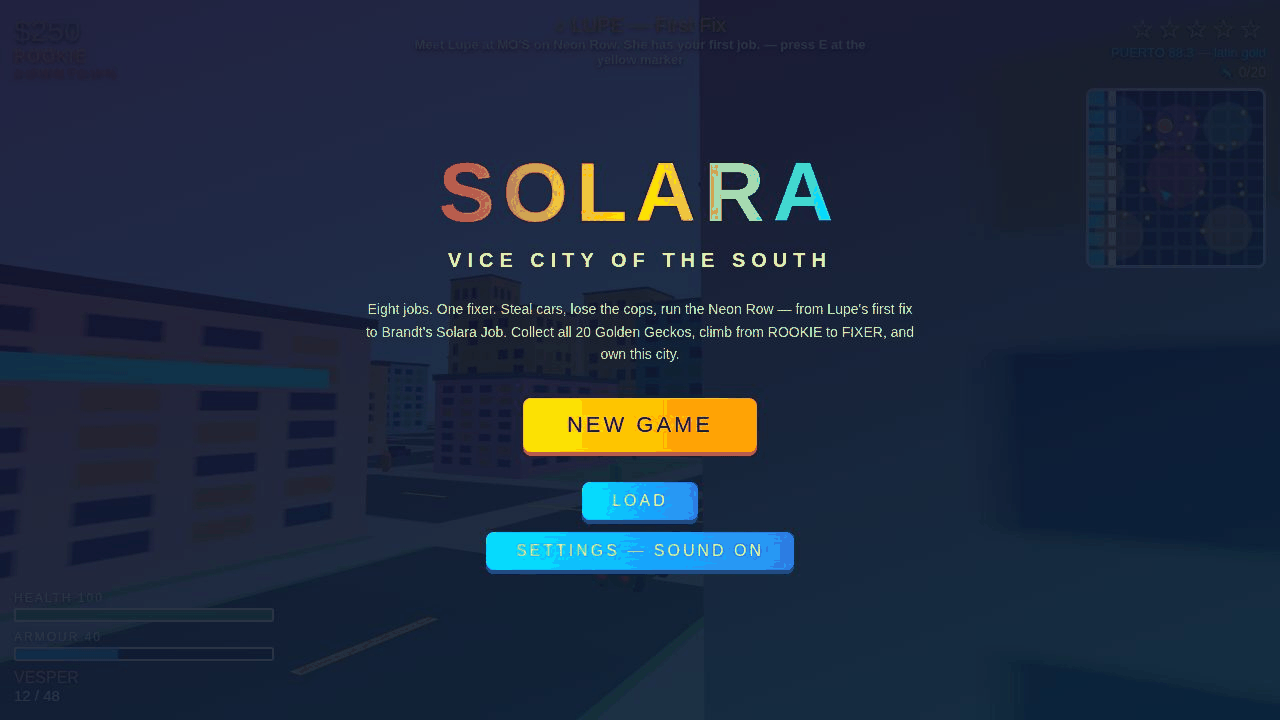 $250
ROOKIE
LUPE — First Fix
Meet Lupe at MO'S on Neon Row. She has your first job. — press E at the
yellow marker
☆☆☆☆☆
PUERTO 88.3 — latin gold
0/20
SOLARA
VICE CITY OF THE SOUTH
Eight jobs. One fixer. Steal cars, lose the cops, run the Neon Row — from Lupe's first fix
to Brandt's Solara Job. Collect all 20 Golden Geckos, climb from ROOKIE to FIXER, and
own this city.
NEW GAME
LOAD
SETTINGS — SOUND ON
HEALTH 100
ARMOUR 40
VESPER
12 / 48